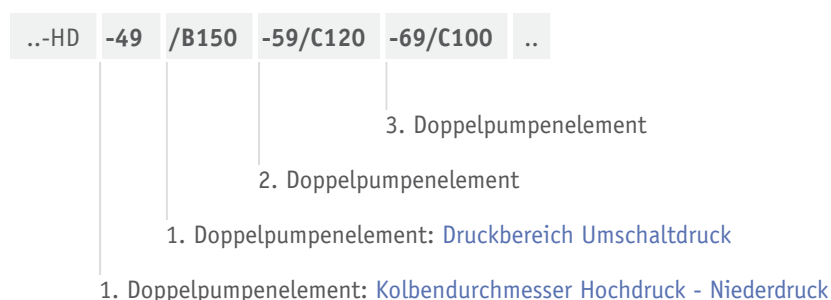 ..-HD -49 /B150 -59/C120 -69/C100 ..
3. Doppelpumpenelement
2. Doppelpumpenelement
1. Doppelpumpenelement: Druckbereich Umschaltdruck
1. Doppelpumpenelement: Kolbendurchmesser Hochdruck - Niederdruck